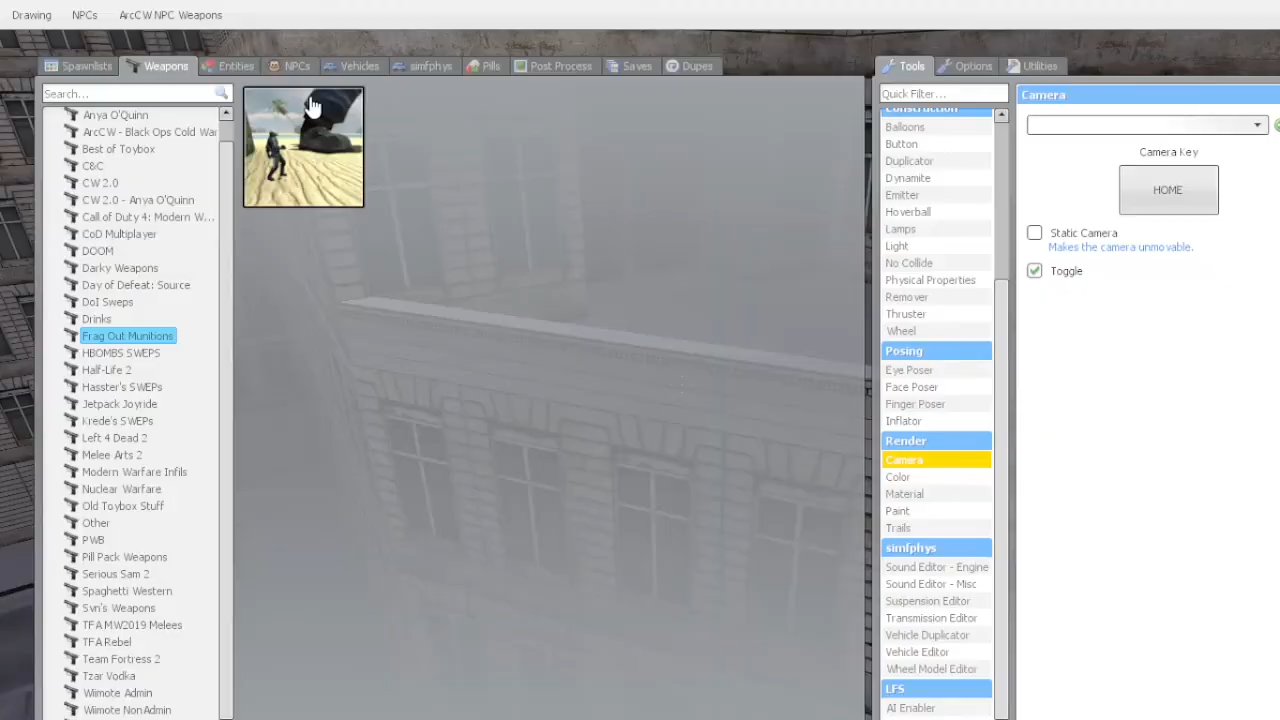 Drawing NPCs ArcCW NPC Weapons
Spawnlists Weapons Entities NPCs Vehicles simfphys Pills Post Process Saves Dupes
Search...
Anya O'Quinn
ArcCW - Black Ops Cold War
Best of Toybox
C&C
CW 2.0
CW 2.0 - Anya O'Quinn
Call of Duty 4: Modern W...
CoD Multiplayer
DOOM
Darky Weapons
Day of Defeat: Source
DoI Sweps
Drinks
Frag Out Munitions
HBOMBS SWEPS
Half-Life 2
Hasster's SWEPs
Jetpack Joyride
Krede's SWEPs
Left 4 Dead 2
Melee Arts 2
Modern Warfare Infils
Nuclear Warfare
Old Toybox Stuff
Other
PWB
Pill Pack Weapons
Serious Sam 2
Spaghetti Western
Svn's Weapons
TFA MW2019 Melees
TFA Rebel
Team Fortress 2
Tzar Vodka
Wiimote Admin
Wiimote NonAdmin
Tools Options Utilities
Quick Filter...
Construction
Balloons
Button
Duplicator
Dynamite
Emitter
Hoverball
Lamps
Light
No Collide
Physical Properties
Remover
Thruster
Wheel
Posing
Eye Poser
Face Poser
Finger Poser
Inflator
Render
Camera
Color
Material
Paint
Trails
simfphys
Sound Editor - Engine
Sound Editor - Misc
Suspension Editor
Transmission Editor
Vehicle Duplicator
Vehicle Editor
Wheel Model Editor
LFS
AI Enabler
Camera
Camera Key
HOME
Static Camera
Makes the camera unmovable.
Toggle